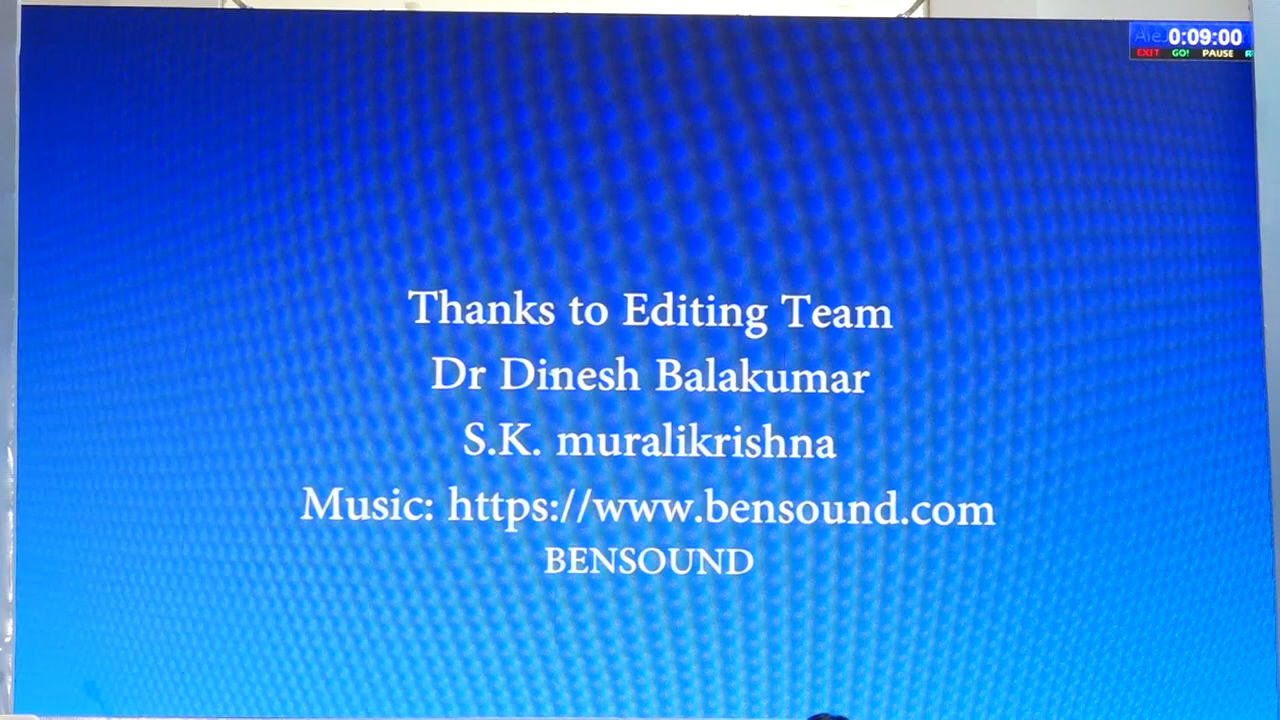 0:09:00
EXIT GO! PAUSE
Thanks to Editing Team
Dr Dinesh Balakumar
S.K. muralikrishna
Music: https://www.bensound.com
BENSOUND